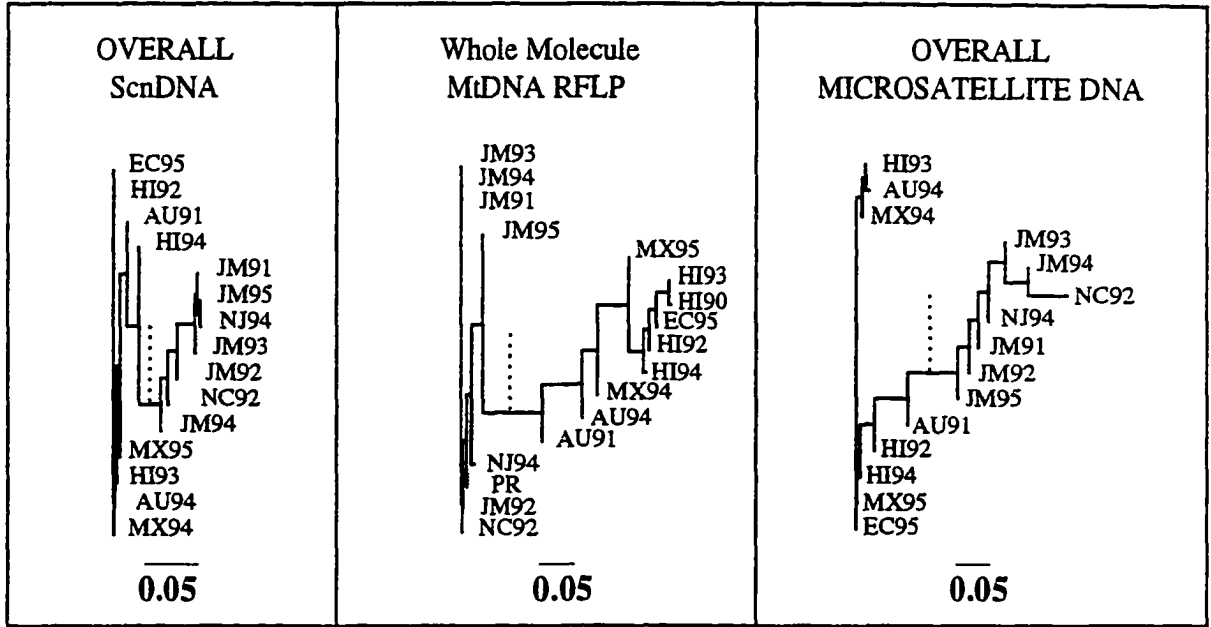 OVERALL
ScnDNA
EC95
HI92
AU91
HI94
JM91
JM95
NJ94
JM93
JM92
NC92
JM94
MX95
HI93
AU94
MX94
0.05
Whole Molecule
MtDNA RFLP
JM93
JM94
JM91
JM95
MX95
HI93
HI90
EC95
HI92
HI94
MX94
AU94
AU91
NJ94
PR
JM92
NC92
0.05
OVERALL
MICROSATELLITE DNA
HI93
AU94
MX94
JM93
JM94
NC92
NJ94
JM91
JM92
JM95
AU91
HI92
HI94
MX95
EC95
0.05